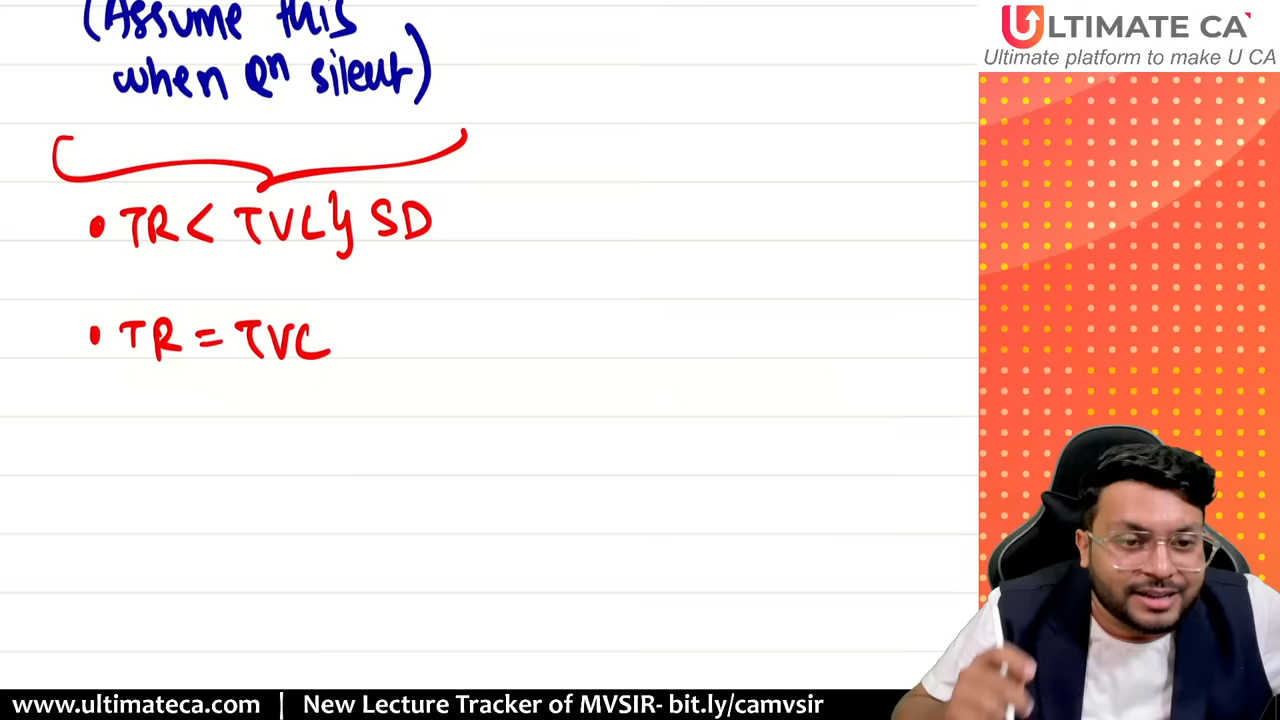 (Assume this
when Qn silent)
• TR < TVC ↳ SD
• TR = TVC
ULTIMATE CA
Ultimate platform to make U CA
www.ultimateca.com | New Lecture Tracker of MVSIR- bit.ly/camvsir